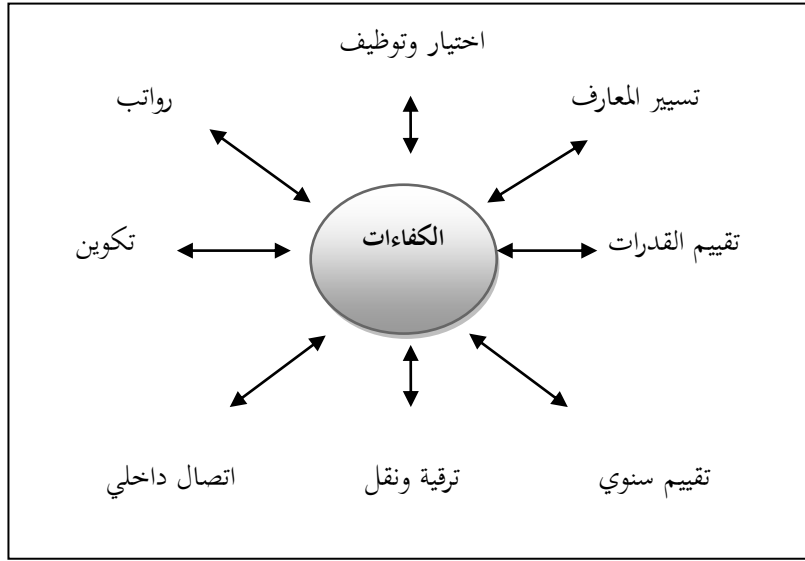 اختيار وتوظيف
تسيير المعارف
رواتب
الكفاءات
تقييم القدرات
تكوين
تقييم سنوي
ترقية ونقل
اتصال داخلي